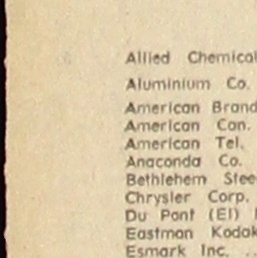 Allied Chemical
Aluminium Co.
American Brand
American Can.
American Tel.
Anaconda Co.
Bethlehem Stee
Chrysler Corp.
Du Pont (EI)
Eastman Kodak
Esmark Inc. ..